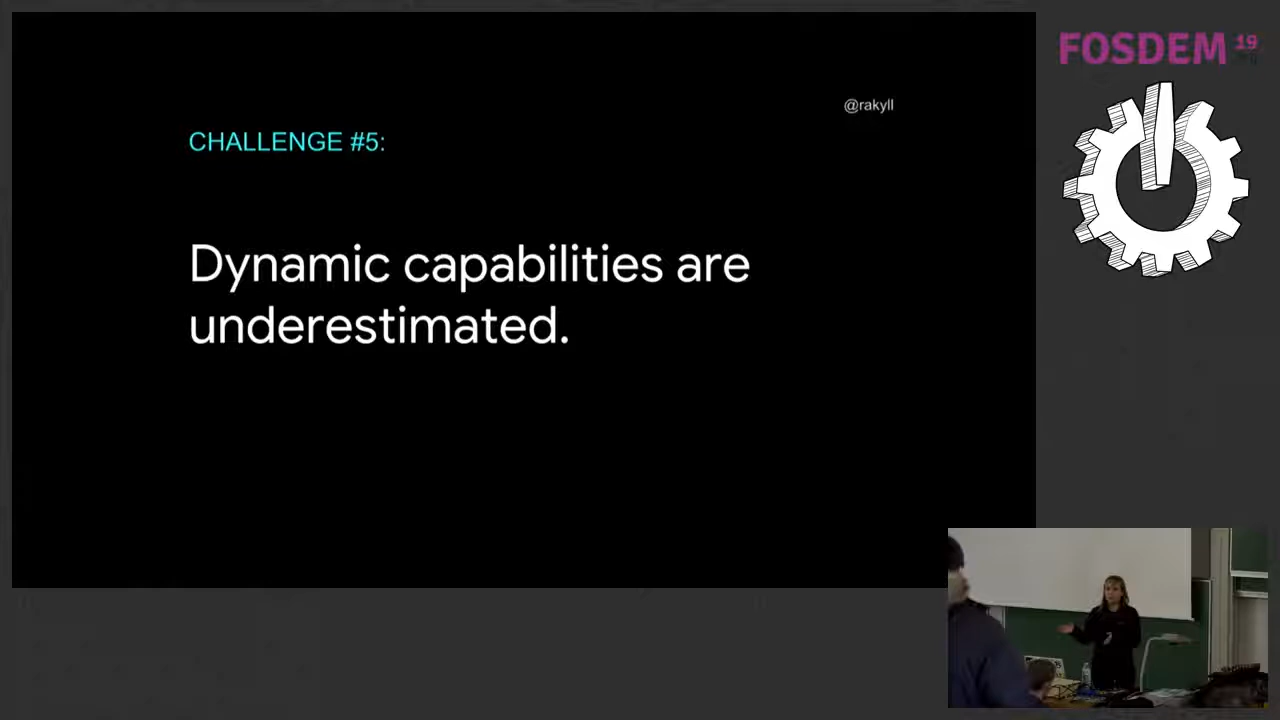 @rakyll
CHALLENGE #5:
Dynamic capabilities are
underestimated.
FOSDEM 19